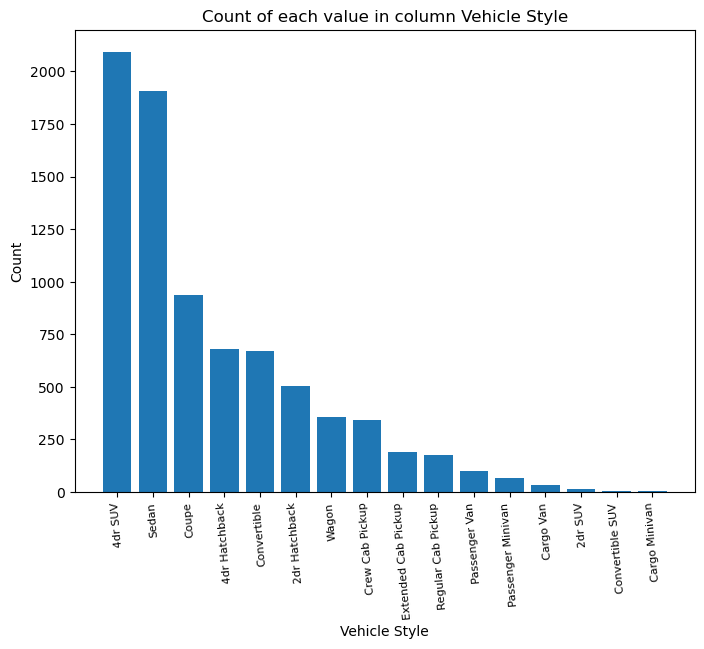 Count of each value in column Vehicle Style
Count
2000
1750
1500
1250
1000
750
500
250
0
4dr SUV
Sedan
Coupe
4dr Hatchback
Convertible
2dr Hatchback
Wagon
Crew Cab Pickup
Extended Cab Pickup
Regular Cab Pickup
Passenger Van
Passenger Minivan
Cargo Van
2dr SUV
Convertible SUV
Cargo Minivan
Vehicle Style